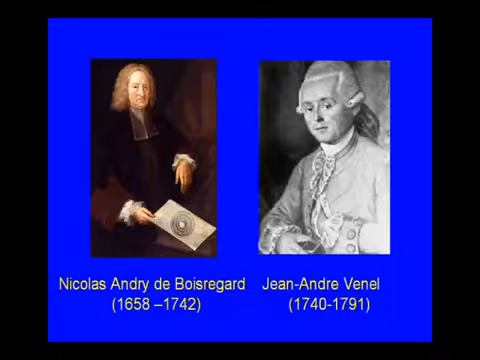 Nicolas Andry de Boisregard
(1658 –1742)
Jean-Andre Venel
(1740-1791)